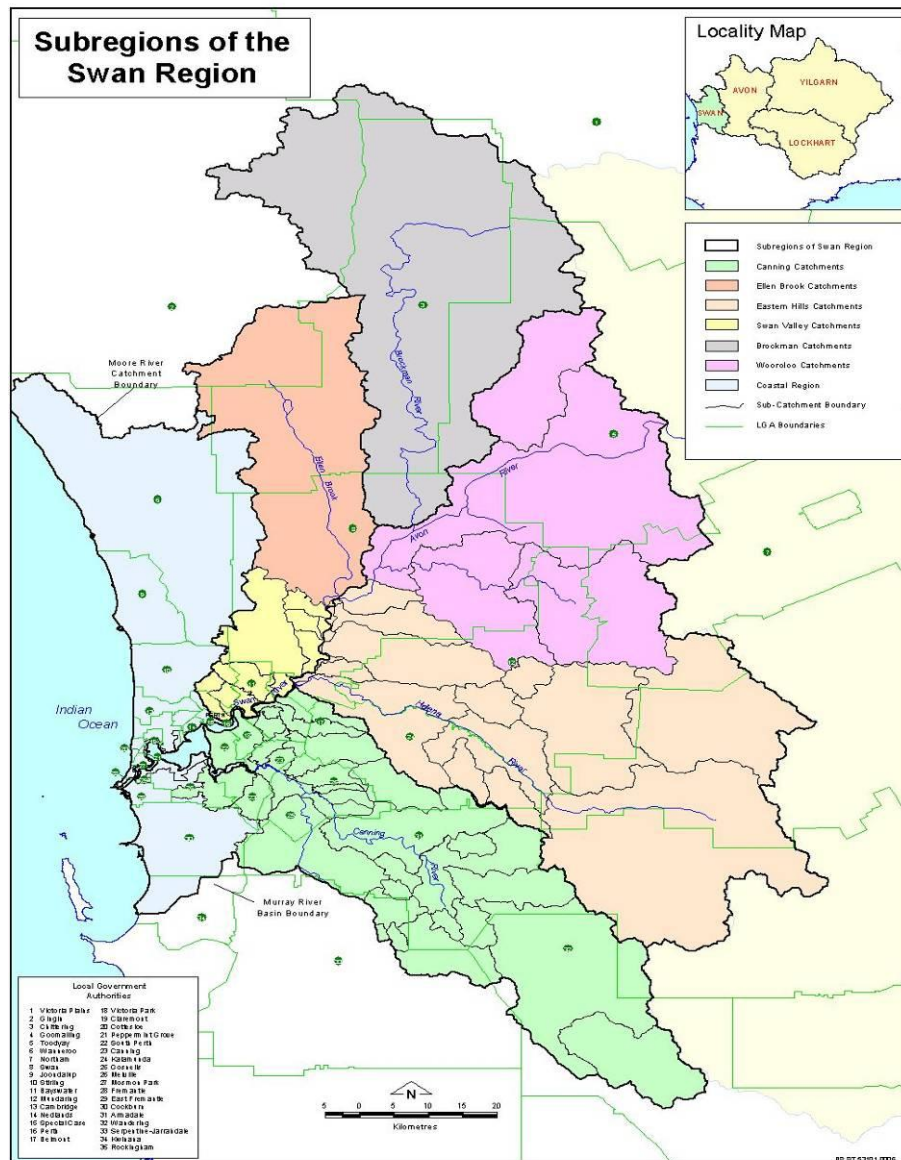 Subregions of the
Swan Region
Locality Map
YILGARN
AVON
SWAN
LOCKHART
Subregions of Swan Region
Canning Catchments
Ellen Brook Catchments
Eastern Hills Catchments
Swan Valley Catchments
Brockman Catchments
Wooroloo Catchments
Coastal Region
Sub-Catchment Boundary
LGA Boundaries
Moore River
Catchment
Boundary
Brockman
River
Ellen
Brook
River
Avon
Swan
River
Indian
Ocean
Helena
River
Canning
River
Murray River
Basin Boundary
Local Government
Authorities
1 Victoria Plains
2 Gingin
3 Chittering
4 Goomalling
5 Toodyay
6 Wanneroo
7 Northam
8 Swan
9 Joondalup
10 Stirling
11 Bayswater
12 Mundaring
13 Cambridge
14 Nedlands
15 Special Case
16 Perth
17 Belmont
18 Victoria Park
19 Claremont
20 Cottesloe
21 Peppermint Grove
22 South Perth
23 Canning
24 Kalamunda
25 Gosnells
26 Melville
27 Mosman Park
28 Fremantle
29 East Fremantle
30 Cockburn
31 Armadale
32 Wandering
33 Serpentine-Jarrahdale
34 Kwinana
35 Rockingham
N
5 0 5 10 15 20
Kilometres